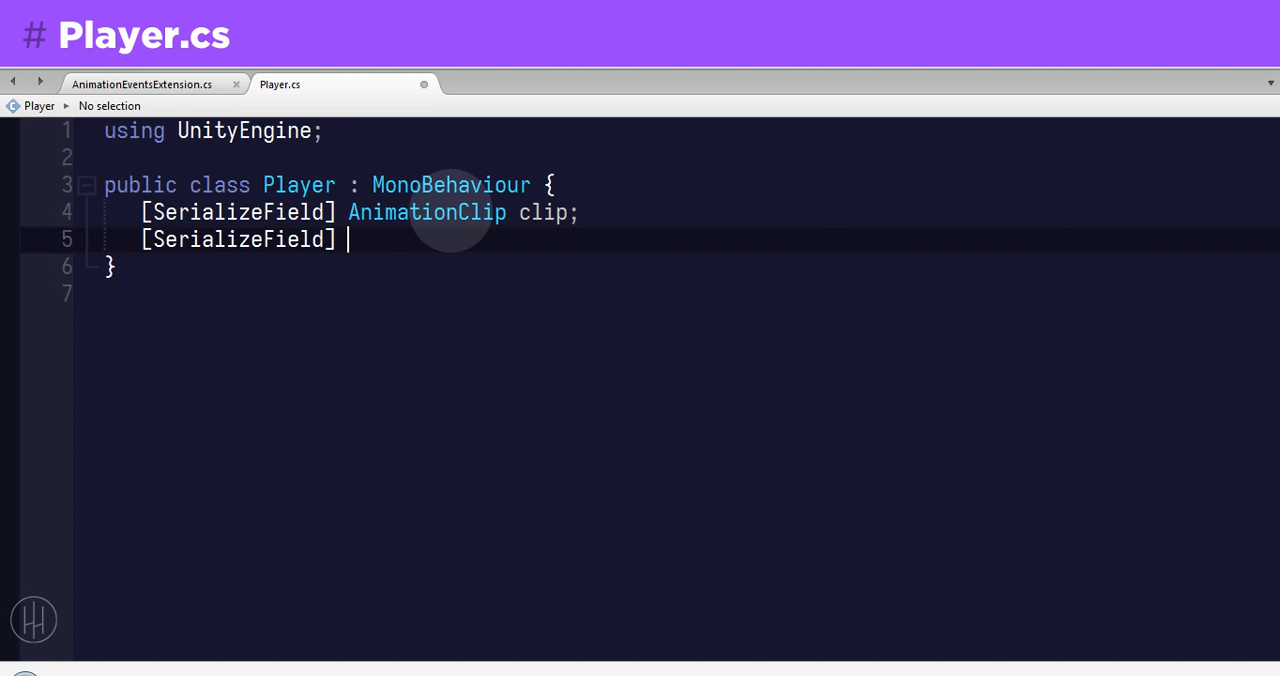 # Player.cs
AnimationEventsExtension.cs
Player.cs
Player
No selection
1 using UnityEngine;
2
3 public class Player : MonoBehaviour {
4 [SerializeField] AnimationClip clip;
5 [SerializeField]
6 }
7